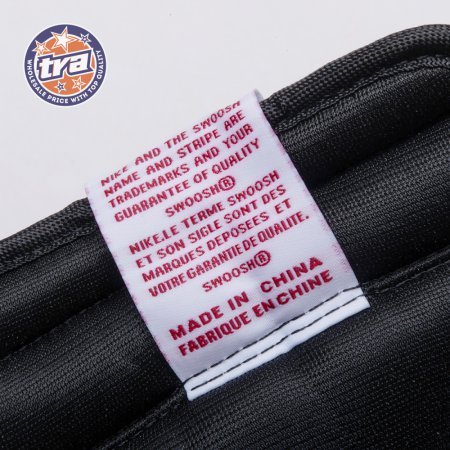 tra
WHOLESALE PRICE WITH TOP QUALITY
NIKE AND THE SWOOSH
NAME AND STRIPE ARE
TRADEMARKS AND YOUR
GUARANTEE OF QUALITY
SWOOSH®
NIKE.LE TERME SWOOSH
ET SON SIGLE SONT DES
MARQUES DEPOSEES ET
VOTRE GARANTIE DE QUALITE.
SWOOSH®
MADE IN CHINA
FABRIQUE EN CHINE